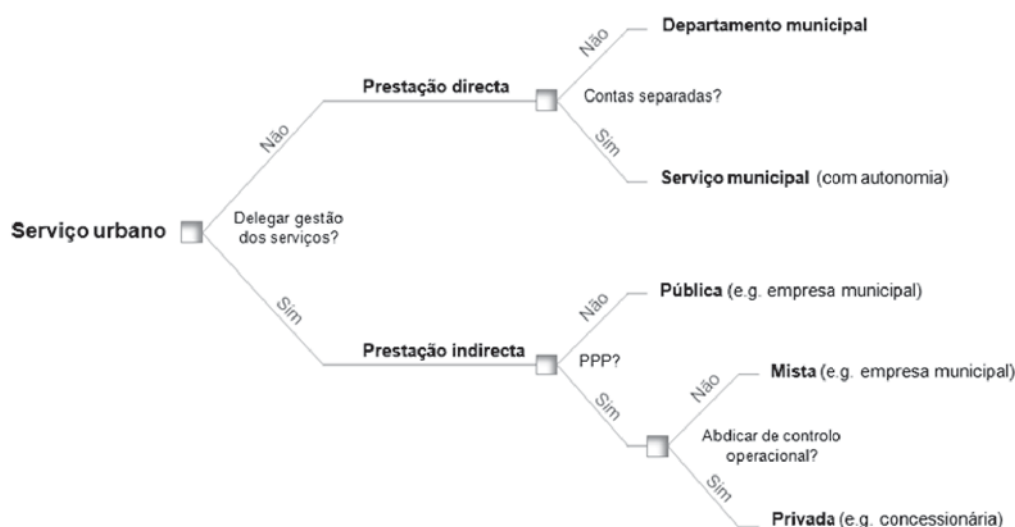 Departamento municipal
Não
Prestação directa
Contas separadas?
Não
Sim
Serviço municipal (com autonomia)
Serviço urbano
Delegar gestão
dos serviços?
Pública (e.g. empresa municipal)
Não
Sim
Prestação indirecta
PPP?
Mista (e.g. empresa municipal)
Não
Sim
Abdicar de controlo
operacional?
Sim
Privada (e.g. concessionária)